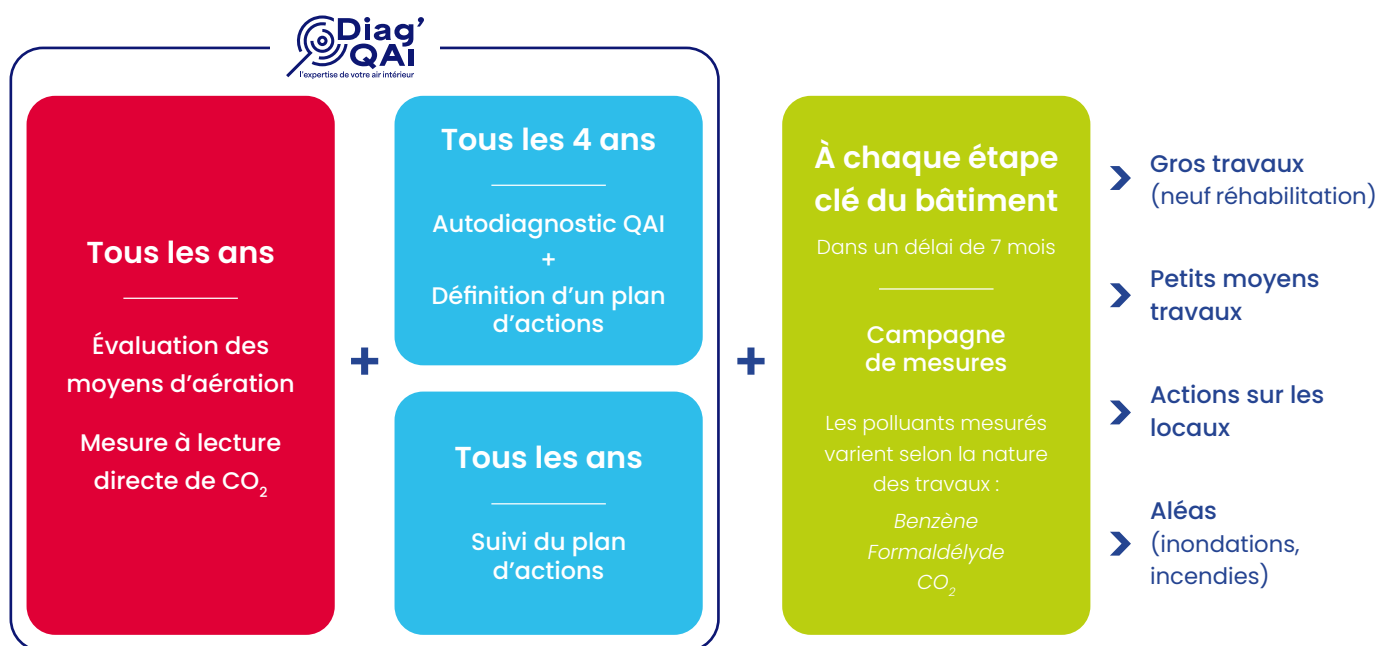 Diag'
QAI
l'expertise de votre air intérieur
Tous les ans
Évaluation des
moyens d'aération
Mesure à lecture
directe de CO₂
+
Tous les 4 ans
Autodiagnostic QAI
+
Définition d'un plan
d'actions
Tous les ans
Suivi du plan
d'actions
+
À chaque étape
clé du bâtiment
Dans un délai de 7 mois
Campagne
de mesures
Les polluants mesurés
varient selon la nature
des travaux :
Benzène
Formaldélyde
CO₂
Gros travaux
(neuf réhabilitation)
Petits moyens
travaux
Actions sur les
locaux
Aléas
(inondations,
incendies)